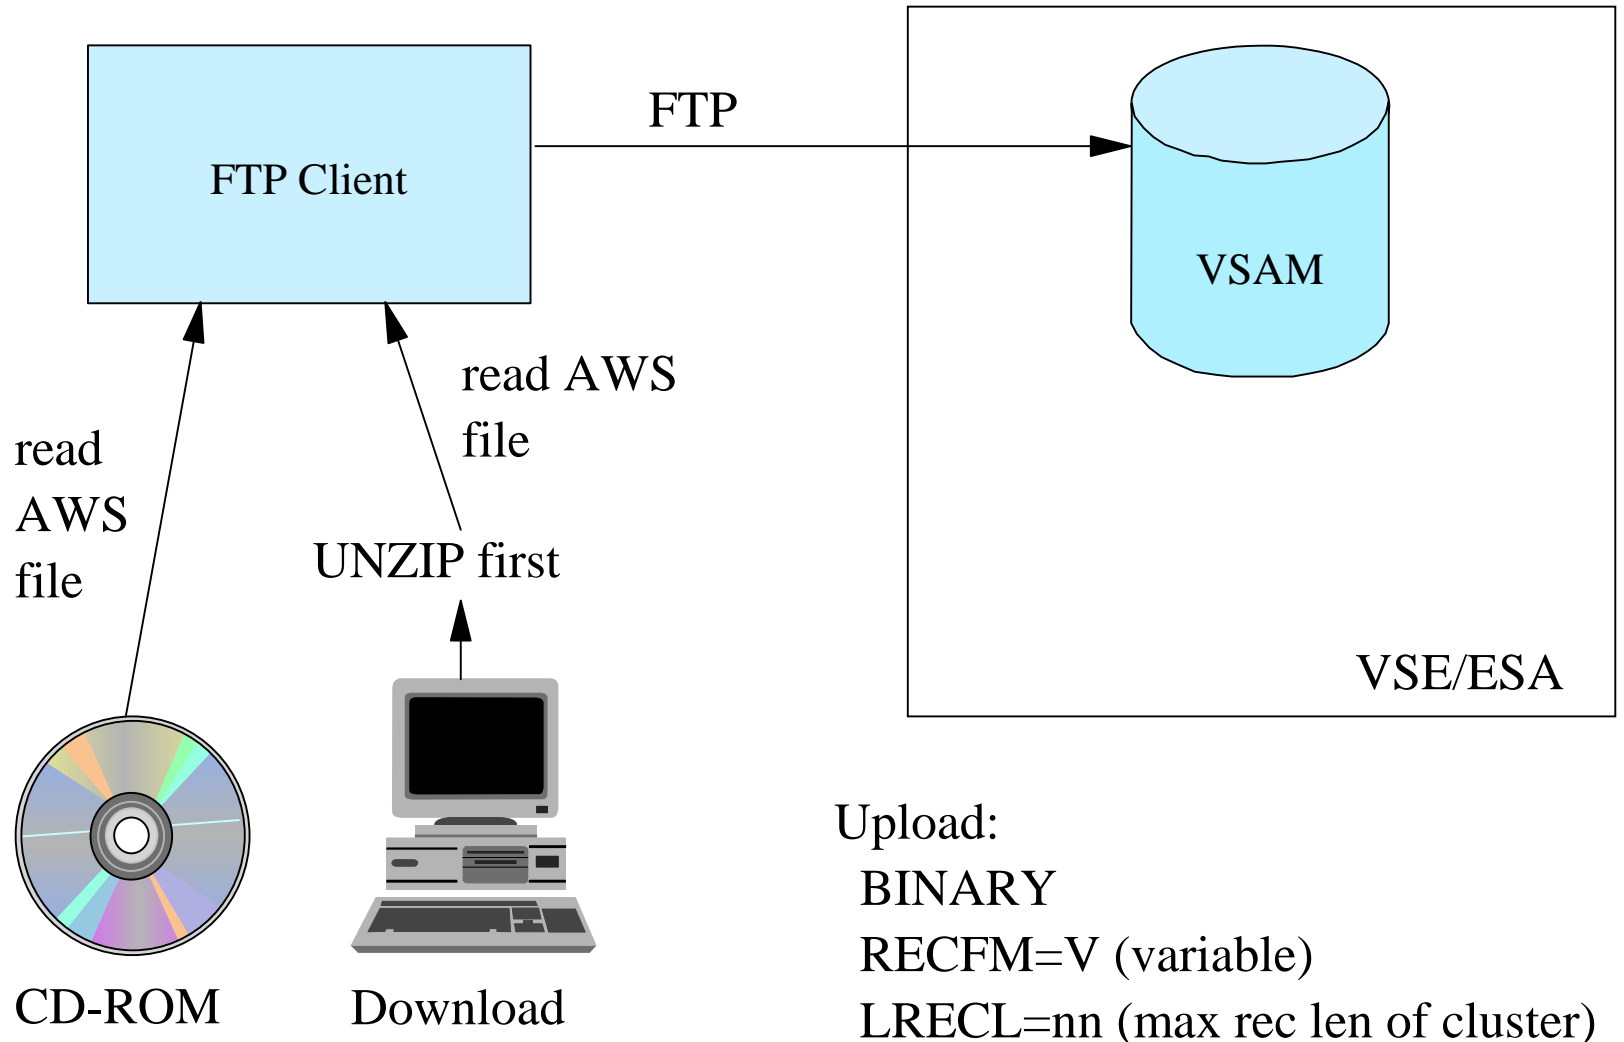 FTP
FTP Client
VSAM
read AWS
file
read
AWS
file
UNZIP first
VSE/ESA
CD-ROM
Download
Upload:
BINARY
RECFM=V (variable)
LRECL=nn (max rec len of cluster)